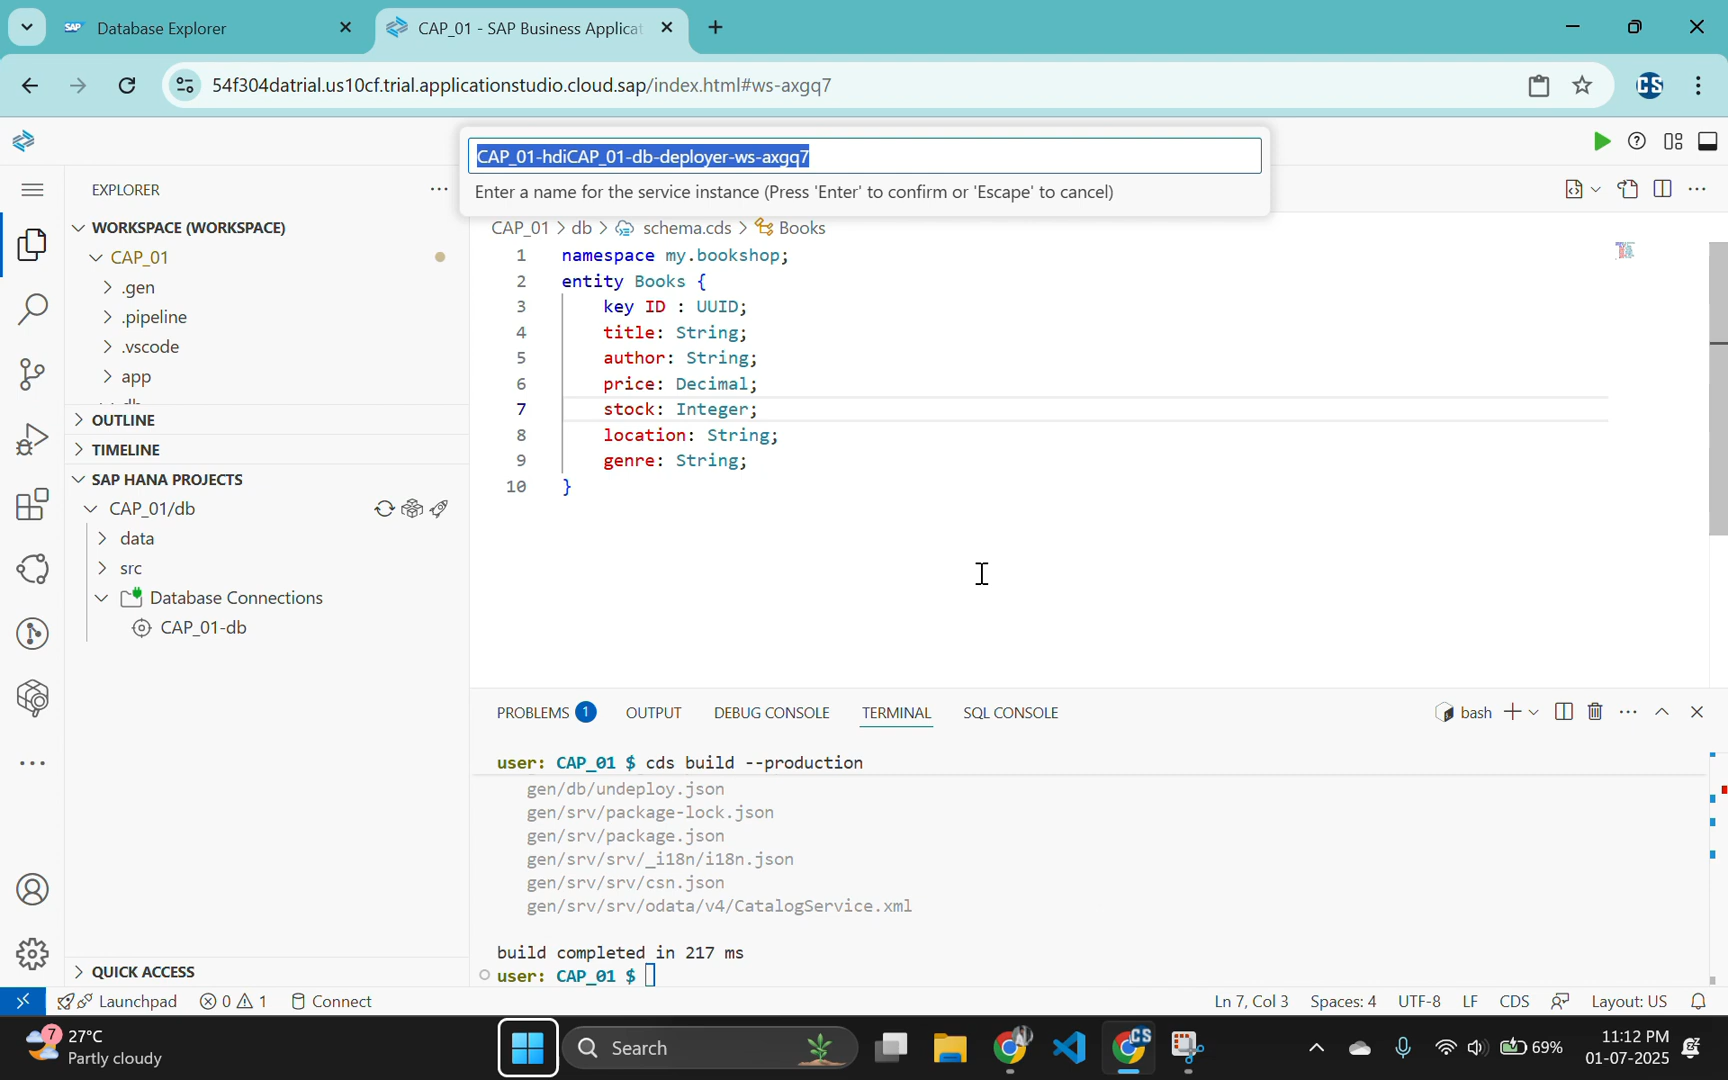 SAP Database Explorer
CAP_01 - SAP Business Applicat
54f304datrial.us10cf.trial.applicationstudio.cloud.sap/index.html#ws-axgq7
CS
CAP_01-hdiCAP_01-db-deployer-ws-axgq7
Enter a name for the service instance (Press 'Enter' to confirm or 'Escape' to cancel)
EXPLORER
WORKSPACE (WORKSPACE)
CAP_01
.gen
.pipeline
.vscode
app
OUTLINE
TIMELINE
SAP HANA PROJECTS
CAP_01/db
data
src
Database Connections
CAP_01-db
QUICK ACCESS
CAP_01 > db > schema.cds > Books
1 namespace my.bookshop;
2 entity Books {
3 key ID : UUID;
4 title: String;
5 author: String;
6 price: Decimal;
7 stock: Integer;
8 location: String;
9 genre: String;
10 }
PROBLEMS 1 OUTPUT DEBUG CONSOLE TERMINAL SQL CONSOLE
bash
user: CAP_01 $ cds build --production
gen/db/undeploy.json
gen/srv/package-lock.json
gen/srv/package.json
gen/srv/srv/_i18n/i18n.json
gen/srv/srv/csn.json
gen/srv/srv/odata/v4/CatalogService.xml
build completed in 217 ms
user: CAP_01 $
Launchpad 0 1 Connect
Ln 7, Col 3 Spaces: 4 UTF-8 LF CDS Layout: US
7 27°C
Partly cloudy
Search
CS
69%
11:12 PM
01-07-2025